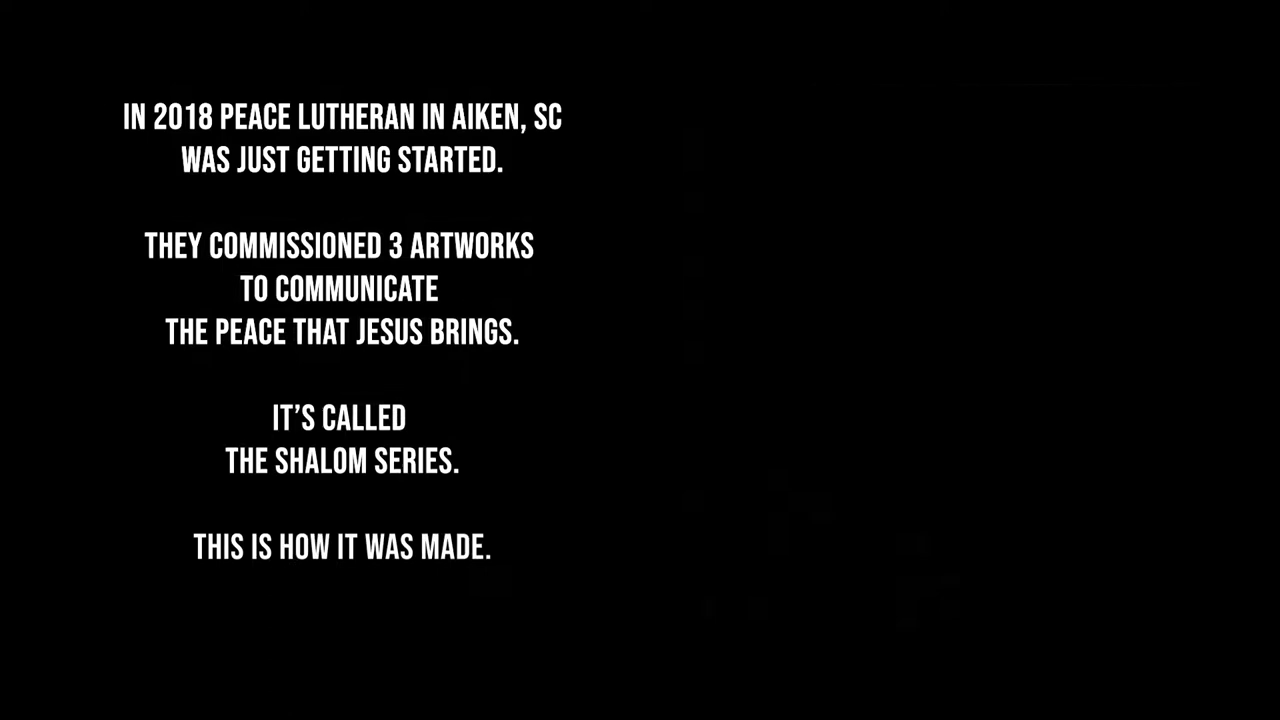 IN 2018 PEACE LUTHERAN IN AIKEN, SC
WAS JUST GETTING STARTED.
THEY COMMISSIONED 3 ARTWORKS
TO COMMUNICATE
THE PEACE THAT JESUS BRINGS.
IT’S CALLED
THE SHALOM SERIES.
THIS IS HOW IT WAS MADE.